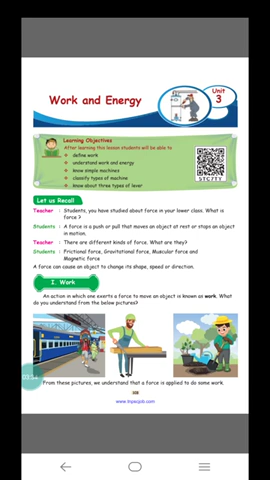 Unit
3
Work and Energy
Learning Objectives
After learning this lesson students will be able to
❖ define work
❖ understand work and energy
❖ know simple machines
❖ classify types of machine
❖ know about three types of lever
5TC7TY
Let us Recall
Teacher : Students, you have studied about force in your lower class. What is
force ?
Students : A force is a push or pull that moves an object at rest or stops an object
in motion.
Teacher : There are different kinds of force. What are they?
Students : Frictional force, Gravitational force, Muscular force and
Magnetic force
A force can cause an object to change its shape, speed or direction.
I. Work
An action in which one exerts a force to move an object is known as work. What
do you understand from the below pictures?
03:54
From these pictures, we understand that a force is applied to do some work.
www.tnpscjob.com